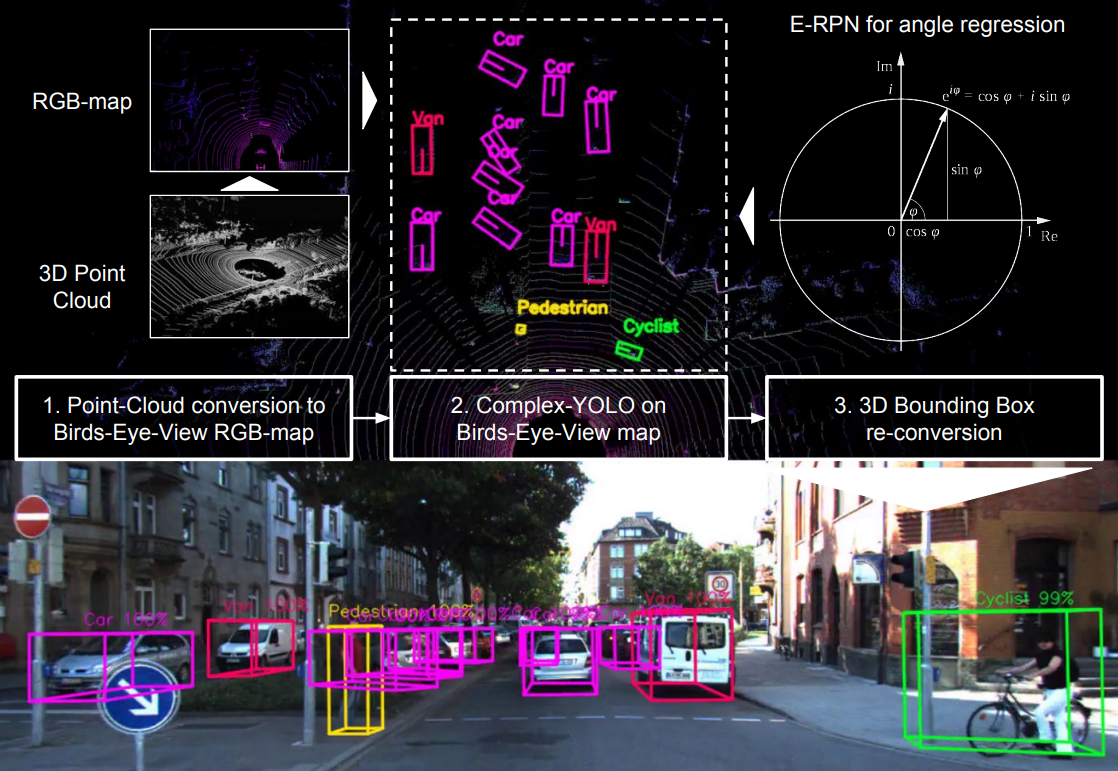 E-RPN for angle regression
RGB-map
3D Point
Cloud
Car
Car
Car
Van
Car
Car
Car
Car
Car
Van
Pedestrian
Cyclist
Im
i
e^iφ = cos φ + i sin φ
sin φ
φ
0
cos φ
1
Re
1. Point-Cloud conversion to
Birds-Eye-View RGB-map
2. Complex-YOLO on
Birds-Eye-View map
3. 3D Bounding Box
re-conversion
30
Car 100%
Van 100%
Pedestrian 100%
Van 100%
Cyclist 99%